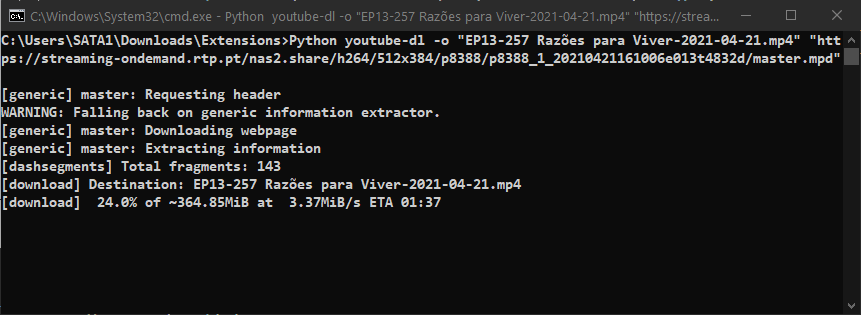 C:\Windows\System32\cmd.exe - Python  youtube-dl -o "EP13-257 Razões para Viver-2021-04-21.mp4" "https://strea...
C:\Users\SATA1\Downloads\Extensions>Python youtube-dl -o "EP13-257 Razões para Viver-2021-04-21.mp4" "htt
ps://streaming-ondemand.rtp.pt/nas2.share/h264/512x384/p8388/p8388_1_20210421161006e013t4832d/master.mpd"
[generic] master: Requesting header
WARNING: Falling back on generic information extractor.
[generic] master: Downloading webpage
[generic] master: Extracting information
[dashsegments] Total fragments: 143
[download] Destination: EP13-257 Razões para Viver-2021-04-21.mp4
[download]  24.0% of ~364.85MiB at  3.37MiB/s ETA 01:37